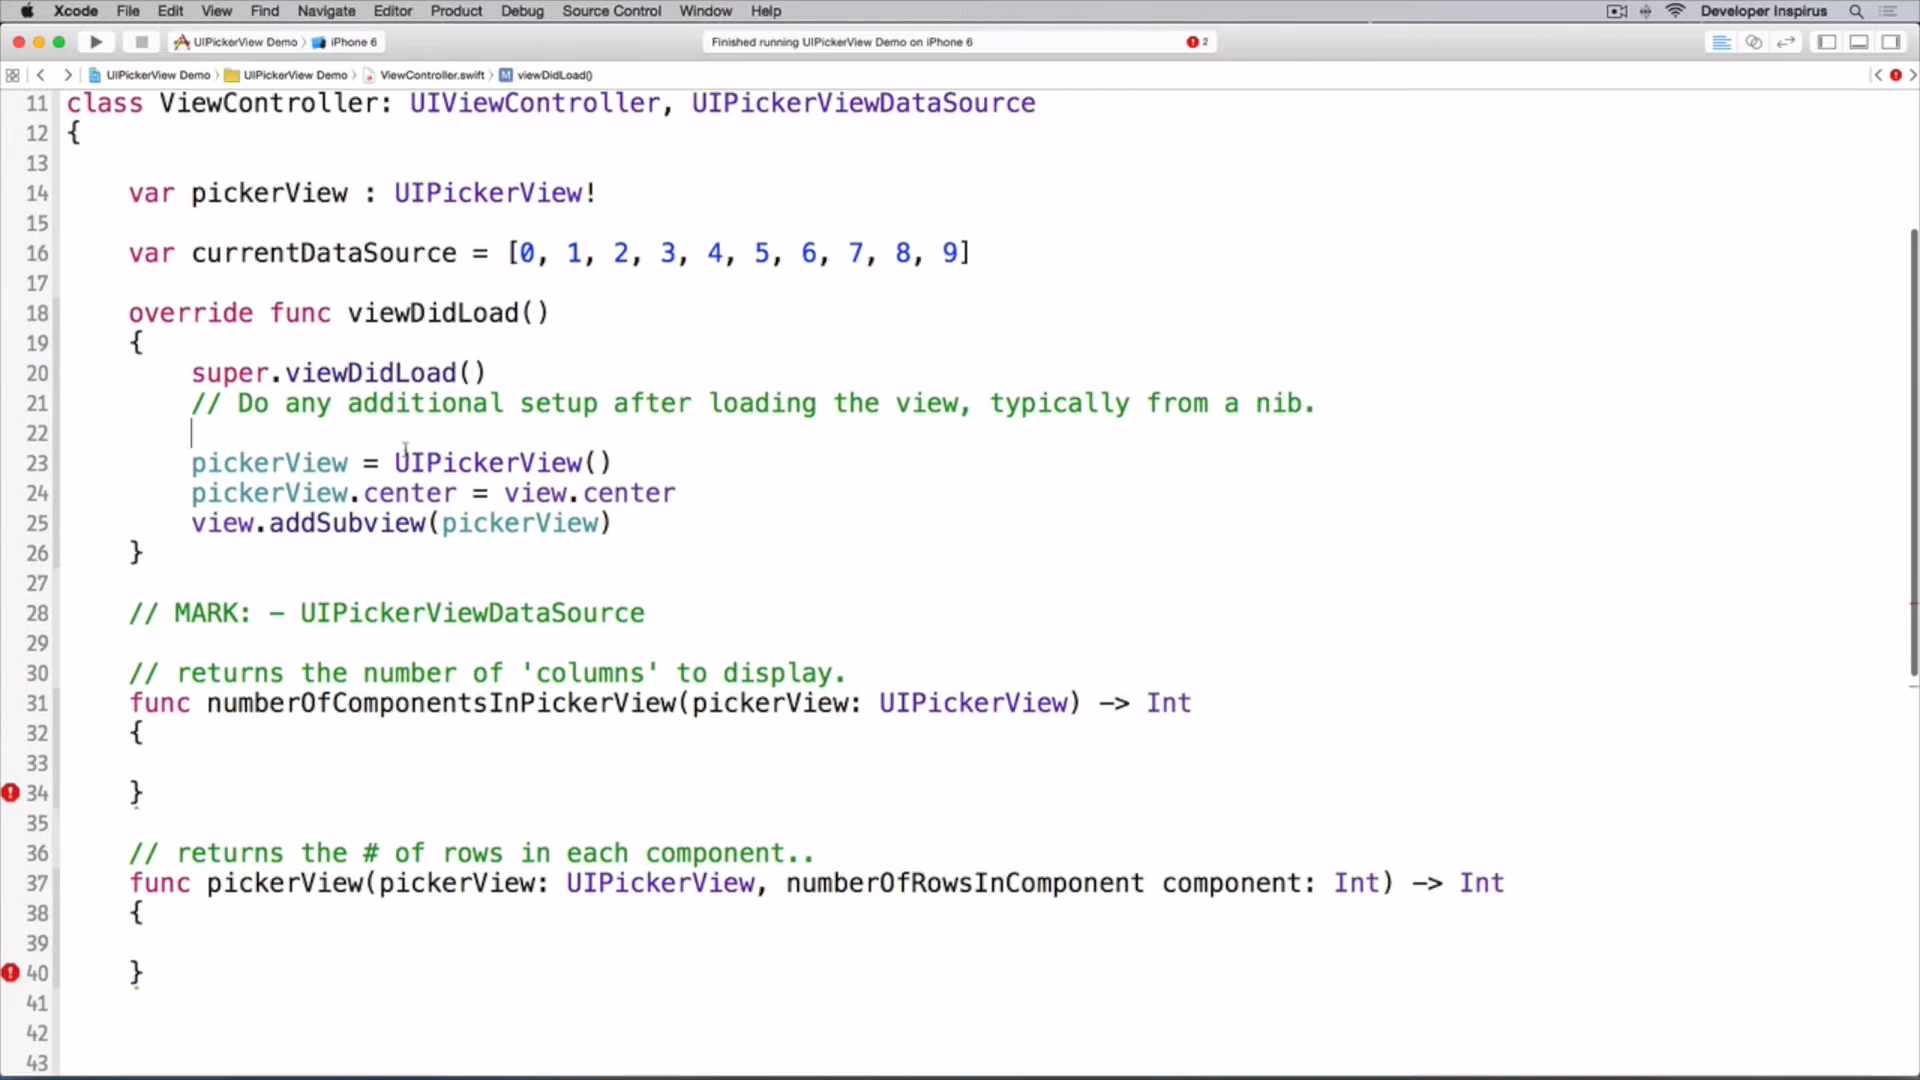 Xcode File Edit View Find Navigate Editor Product Debug Source Control Window Help Developer Inspirus
UIPickerView Demo iPhone 6 Finished running UIPickerView Demo on iPhone 6 2
UIPickerView Demo UIPickerView Demo ViewController.swift M viewDidLoad()
11 class ViewController: UIViewController, UIPickerViewDataSource
12 {
13
14 var pickerView : UIPickerView!
15
16 var currentDataSource = [0, 1, 2, 3, 4, 5, 6, 7, 8, 9]
17
18 override func viewDidLoad()
19 {
20 super.viewDidLoad()
21 // Do any additional setup after loading the view, typically from a nib.
22
23 pickerView = UIPickerView()
24 pickerView.center = view.center
25 view.addSubview(pickerView)
26 }
27
28 // MARK: - UIPickerViewDataSource
29
30 // returns the number of 'columns' to display.
31 func numberOfComponentsInPickerView(pickerView: UIPickerView) -> Int
32 {
33
34 }
35
36 // returns the # of rows in each component..
37 func pickerView(pickerView: UIPickerView, numberOfRowsInComponent component: Int) -> Int
38 {
39
40 }
41
42
43